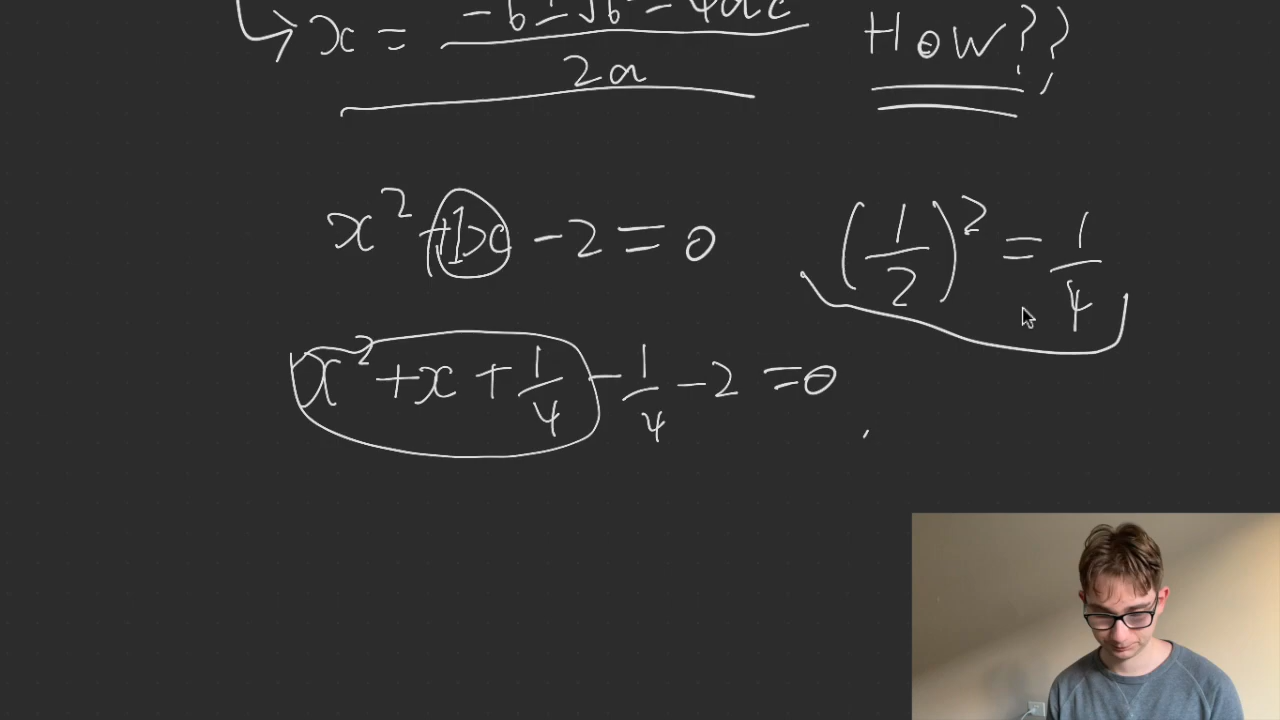 x = (-b ± √b² - 4ac) / 2a How??
x² + 1x - 2 = 0 (1/2)² = 1/4
x² + x + 1/4 - 1/4 - 2 = 0